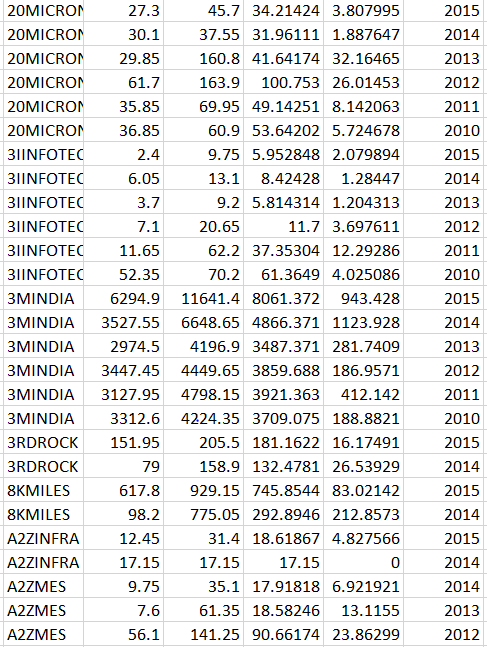 20MICRON 27.3 45.7 34.21424 3.807995 2015
20MICRON 30.1 37.55 31.96111 1.887647 2014
20MICRON 29.85 160.8 41.64174 32.16465 2013
20MICRON 61.7 163.9 100.753 26.01453 2012
20MICRON 35.85 69.95 49.14251 8.142063 2011
20MICRON 36.85 60.9 53.64202 5.724678 2010
3IINFOTEC 2.4 9.75 5.952848 2.079894 2015
3IINFOTEC 6.05 13.1 8.42428 1.28447 2014
3IINFOTEC 3.7 9.2 5.814314 1.204313 2013
3IINFOTEC 7.1 20.65 11.7 3.697611 2012
3IINFOTEC 11.65 62.2 37.35304 12.29286 2011
3IINFOTEC 52.35 70.2 61.3649 4.025086 2010
3MINDIA 6294.9 11641.4 8061.372 943.428 2015
3MINDIA 3527.55 6648.65 4866.371 1123.928 2014
3MINDIA 2974.5 4196.9 3487.371 281.7409 2013
3MINDIA 3447.45 4449.65 3859.688 186.9571 2012
3MINDIA 3127.95 4798.15 3921.363 412.142 2011
3MINDIA 3312.6 4224.35 3709.075 188.8821 2010
3RDROCK 151.95 205.5 181.1622 16.17491 2015
3RDROCK 79 158.9 132.4781 26.53929 2014
8KMILES 617.8 929.15 745.8544 83.02142 2015
8KMILES 98.2 775.05 292.8946 212.8573 2014
A2ZINFRA 12.45 31.4 18.61867 4.827566 2015
A2ZINFRA 17.15 17.15 17.15 0 2014
A2ZMES 9.75 35.1 17.91818 6.921921 2014
A2ZMES 7.6 61.35 18.58246 13.1155 2013
A2ZMES 56.1 141.25 90.66174 23.86299 2012